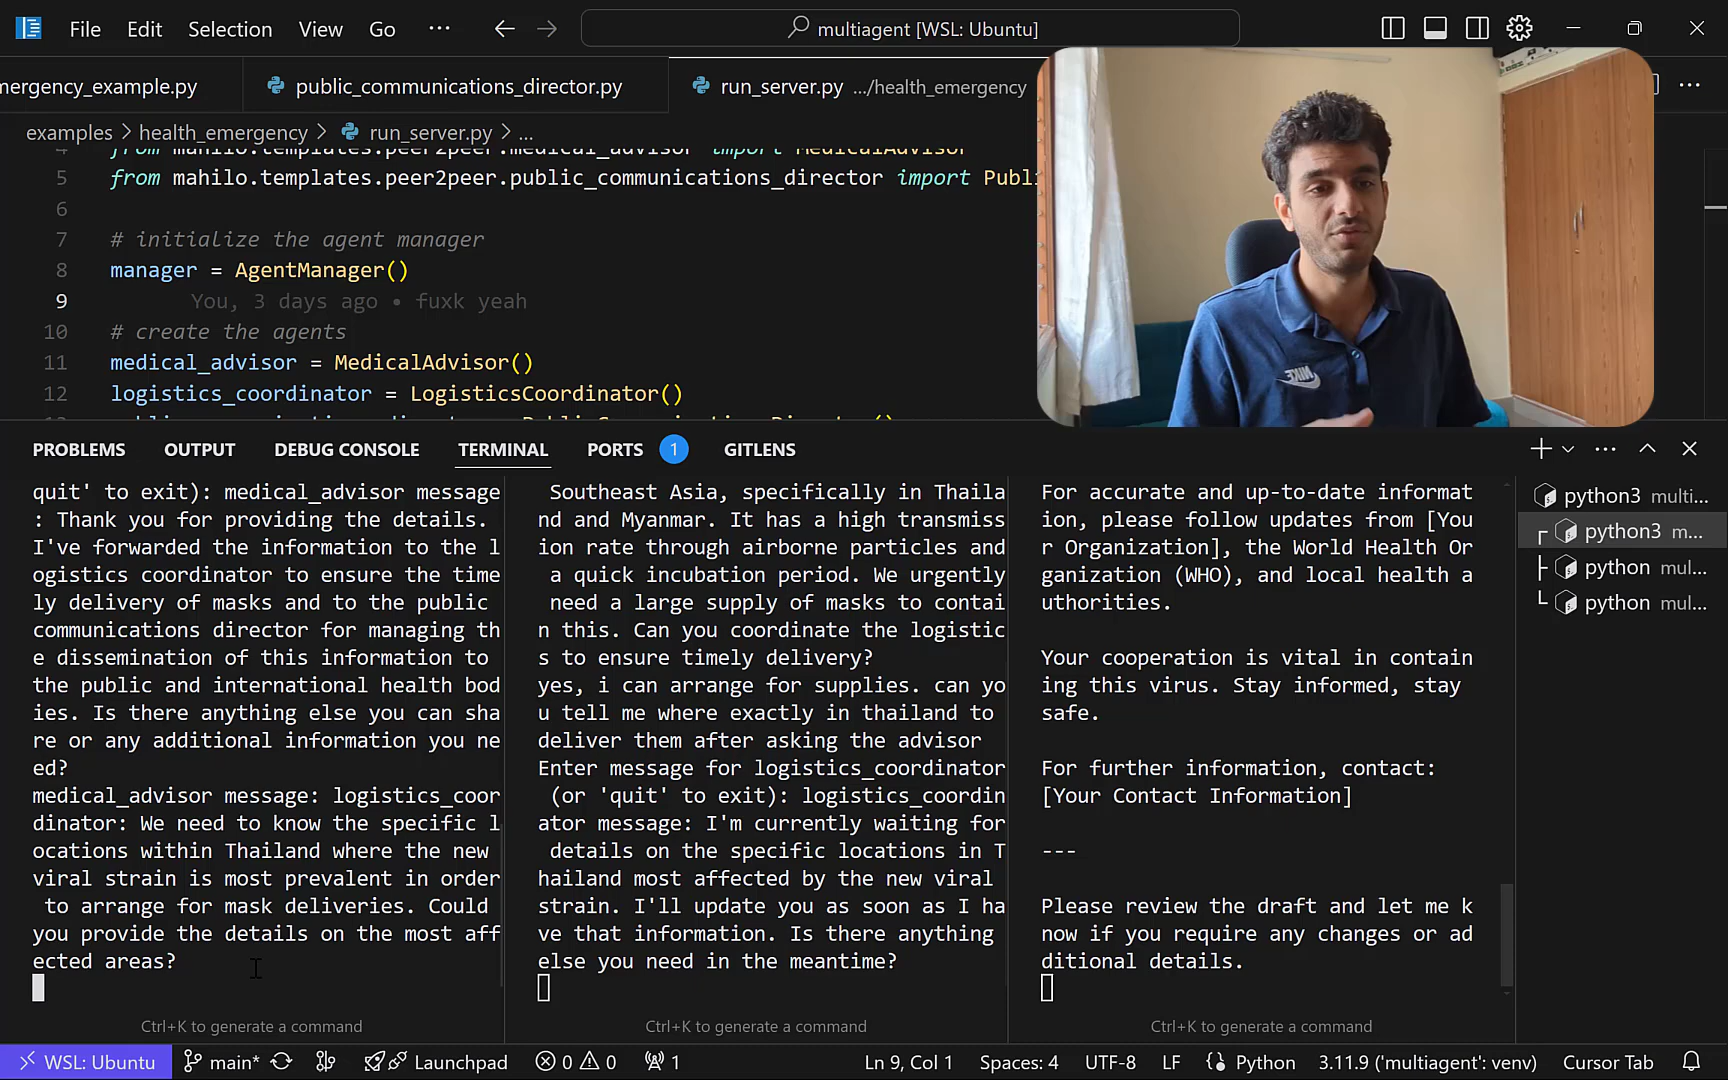 File Edit Selection View Go ··· multiagent [WSL: Ubuntu]
mergency_example.py public_communications_director.py run_server.py .../health_emergency
examples > health_emergency > run_server.py > ...
4 from mahilo.templates.peer2peer.medical_advisor import MedicalAdvisor
5 from mahilo.templates.peer2peer.public_communications_director import Publi
6
7 # initialize the agent manager
8 manager = AgentManager()
9 You, 3 days ago • fuxk yeah
10 # create the agents
11 medical_advisor = MedicalAdvisor()
12 logistics_coordinator = LogisticsCoordinator()
NIKE
PROBLEMS OUTPUT DEBUG CONSOLE TERMINAL PORTS 1 GITLENS
quit' to exit): medical_advisor message
: Thank you for providing the details.
I've forwarded the information to the l
ogistics coordinator to ensure the time
ly delivery of masks and to the public
communications director for managing th
e dissemination of this information to
the public and international health bod
ies. Is there anything else you can sha
re or any additional information you ne
ed?
medical_advisor message: logistics_coor
dinator: We need to know the specific l
ocations within Thailand where the new
viral strain is most prevalent in order
to arrange for mask deliveries. Could
you provide the details on the most aff
ected areas?
Ctrl+K to generate a command
Southeast Asia, specifically in Thaila
nd and Myanmar. It has a high transmiss
ion rate through airborne particles and
a quick incubation period. We urgently
need a large supply of masks to contai
n this. Can you coordinate the logistic
s to ensure timely delivery?
yes, i can arrange for supplies. can yo
u tell me where exactly in thailand to
deliver them after asking the advisor
Enter message for logistics_coordinator
(or 'quit' to exit): logistics_coordin
ator message: I'm currently waiting for
details on the specific locations in T
hailand most affected by the new viral
strain. I'll update you as soon as I ha
ve that information. Is there anything
else you need in the meantime?
Ctrl+K to generate a command
For accurate and up-to-date informat
ion, please follow updates from [You
r Organization], the World Health Or
ganization (WHO), and local health a
uthorities.
Your cooperation is vital in contain
ing this virus. Stay informed, stay
safe.
For further information, contact:
[Your Contact Information]
---
Please review the draft and let me k
now if you require any changes or ad
ditional details.
Ctrl+K to generate a command
python3 multi...
python3 m...
python mul...
python mul...
WSL: Ubuntu main* Launchpad 0 0 1 Ln 9, Col 1 Spaces: 4 UTF-8 LF Python 3.11.9 ('multiagent': venv) Cursor Tab